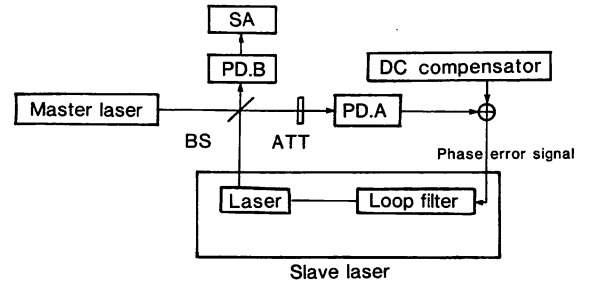 SA
PD.B
DC compensator
Master laser
PD.A
BS
ATT
Phase error signal
Laser
Loop filter
Slave laser